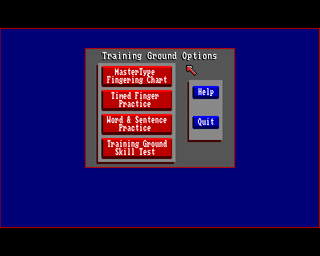 Training Ground Options
MasterType
Fingering Chart
Timed Finger
Practice
Word & Sentence
Practice
Training Ground
Skill Test
Help
Quit